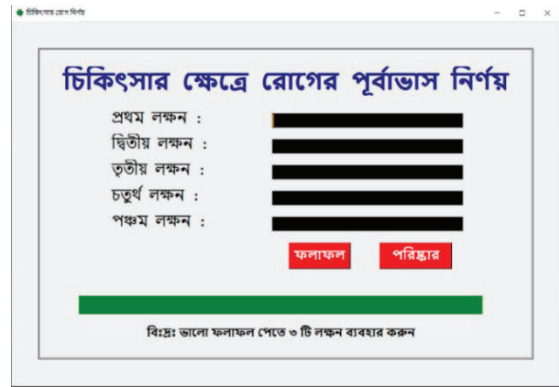 চিকিৎসায় রোগ নির্ণয়
চিকিৎসার ক্ষেত্রে রোগের পূর্বাভাস নির্ণয়
প্রথম লক্ষন :
দ্বিতীয় লক্ষন :
তৃতীয় লক্ষন :
চতুর্থ লক্ষন :
পঞ্চম লক্ষন :
ফলাফল পরিষ্কার
বিঃদ্রঃ ভালো ফলাফল পেতে ৩ টি লক্ষন ব্যবহার করুন